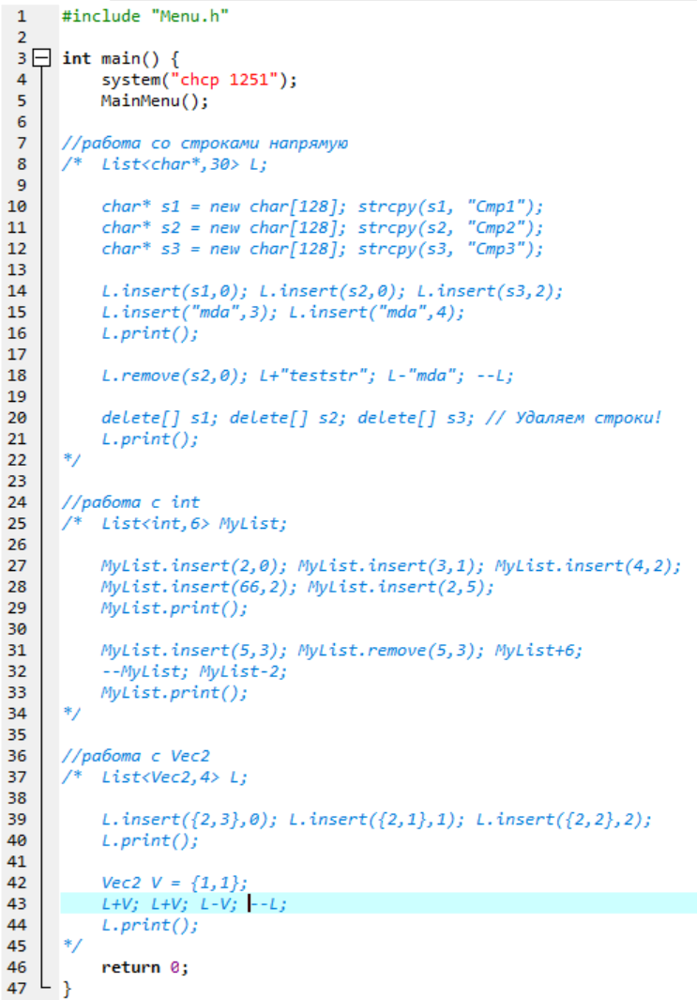 1 #include "Menu.h"
2
3 int main() {
4 system("chcp 1251");
5 MainMenu();
6
7 //работа со строками напрямую
8 /* List<char*,30> L;
9
10 char* s1 = new char[128]; strcpy(s1, "Стр1");
11 char* s2 = new char[128]; strcpy(s2, "Стр2");
12 char* s3 = new char[128]; strcpy(s3, "Стр3");
13
14 L.insert(s1,0); L.insert(s2,0); L.insert(s3,2);
15 L.insert("mda",3); L.insert("mda",4);
16 L.print();
17
18 L.remove(s2,0); L+"teststr"; L-"mda"; --L;
19
20 delete[] s1; delete[] s2; delete[] s3; // Удаляем строки!
21 L.print();
22 */
23
24 //работа с int
25 /* List<int,6> MyList;
26
27 MyList.insert(2,0); MyList.insert(3,1); MyList.insert(4,2);
28 MyList.insert(66,2); MyList.insert(2,5);
29 MyList.print();
30
31 MyList.insert(5,3); MyList.remove(5,3); MyList+6;
32 --MyList; MyList-2;
33 MyList.print();
34 */
35
36 //работа с Vec2
37 /* List<Vec2,4> L;
38
39 L.insert({2,3},0); L.insert({2,1},1); L.insert({2,2},2);
40 L.print();
41
42 Vec2 V = {1,1};
43 L+V; L+V; L-V; --L;
44 L.print();
45 */
46 return 0;
47 }